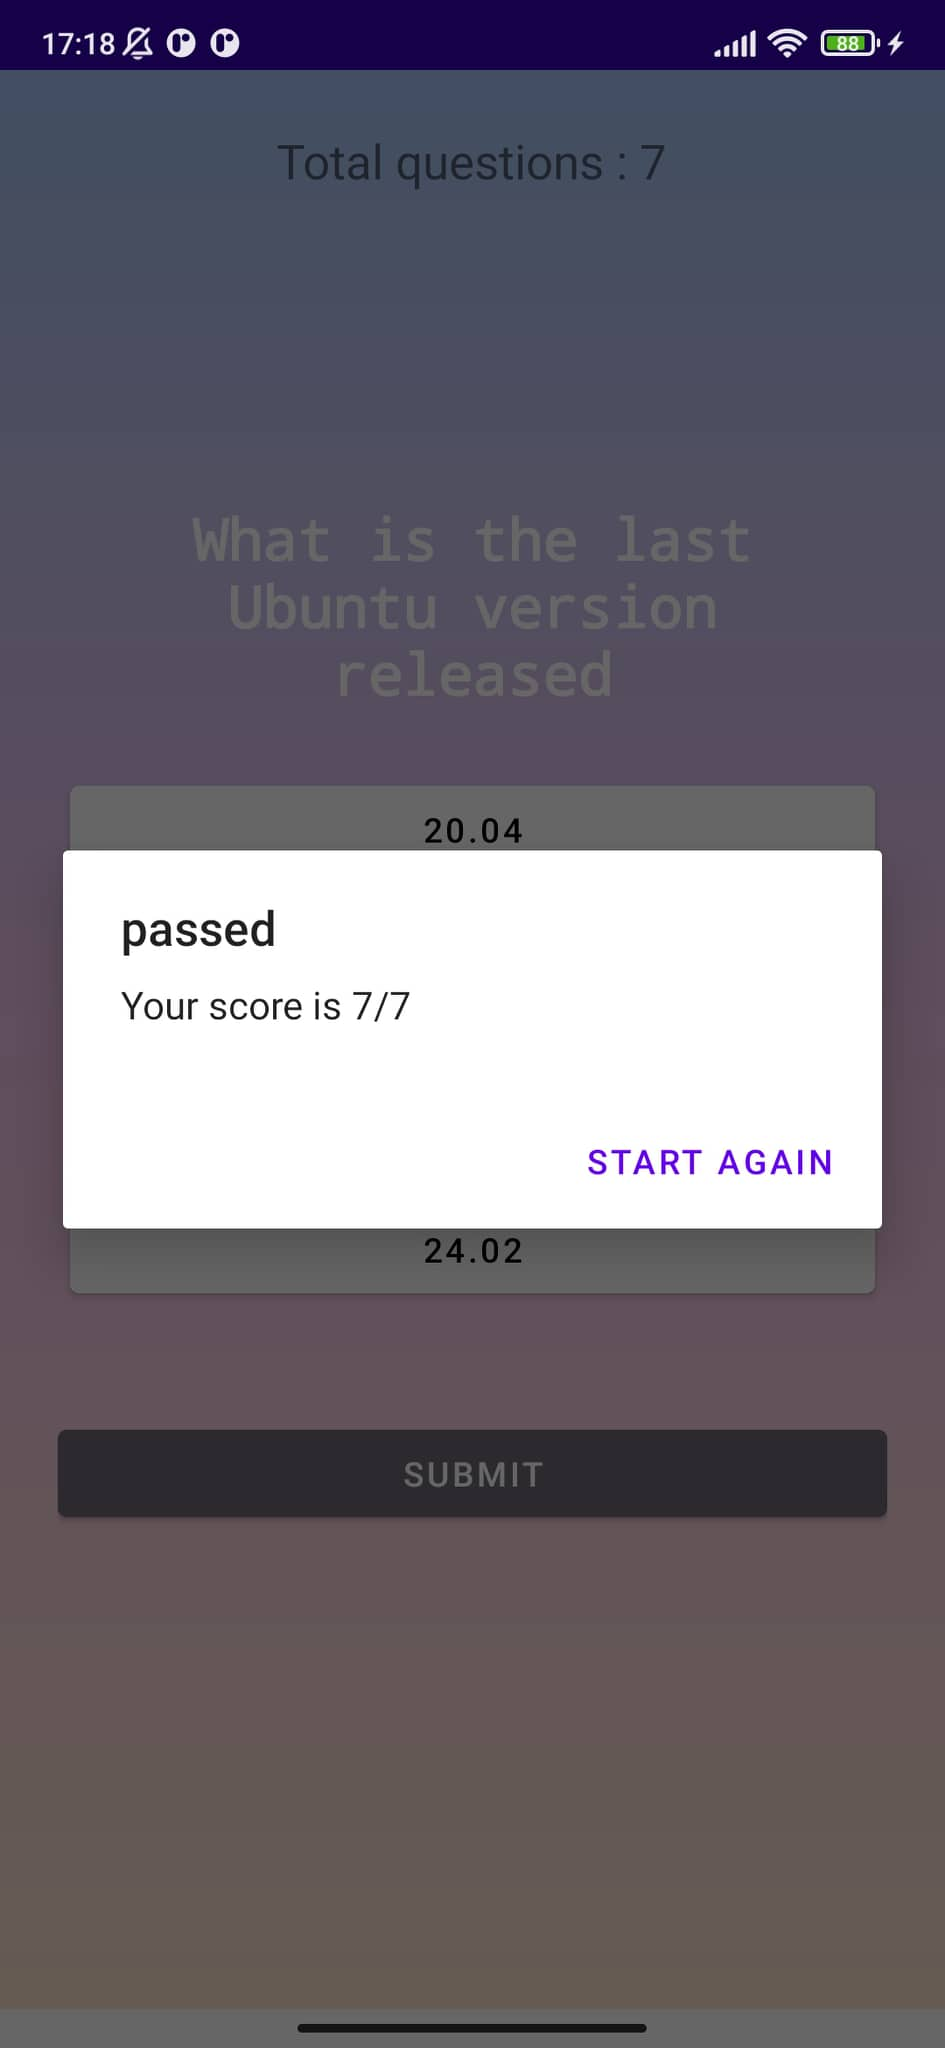 17:18
88
Total questions : 7
What is the last
Ubuntu version
released
20.04
passed
Your score is 7/7
START AGAIN
24.02
SUBMIT